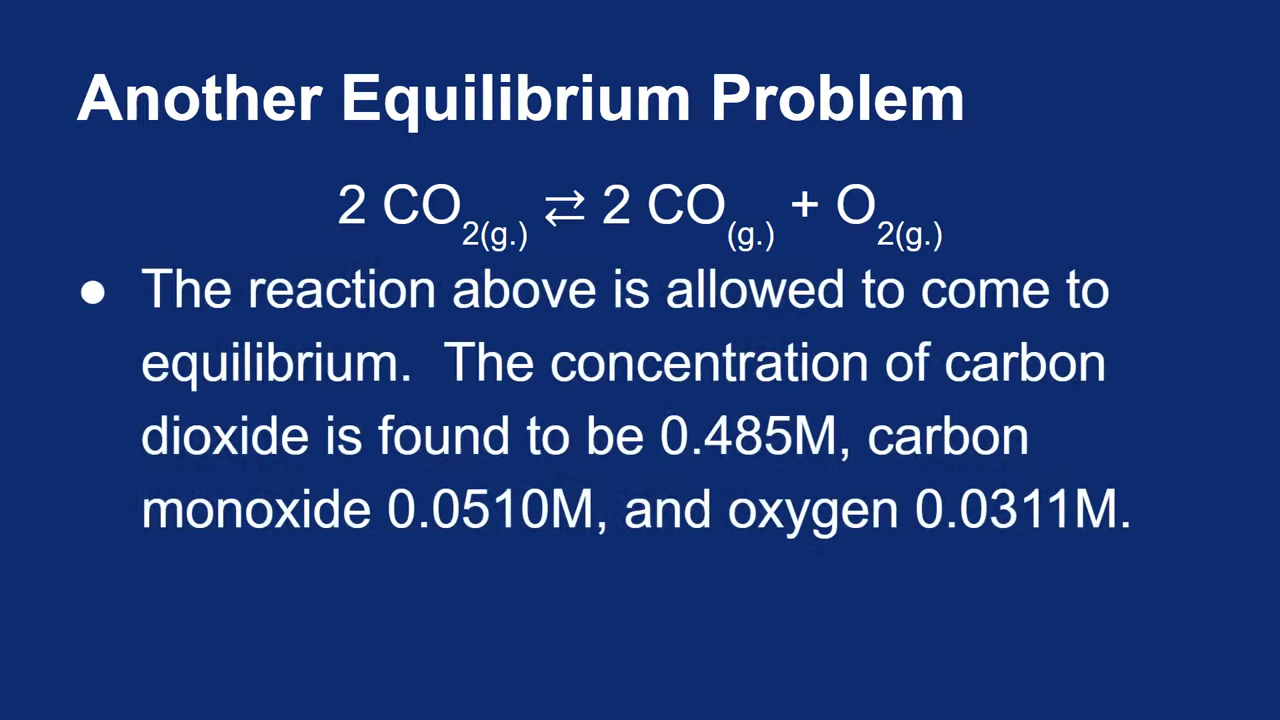 Another Equilibrium Problem
2 CO₂(g.) ⇄ 2 CO(g.) + O₂(g.)
● The reaction above is allowed to come to
equilibrium.  The concentration of carbon
dioxide is found to be 0.485M, carbon
monoxide 0.0510M, and oxygen 0.0311M.